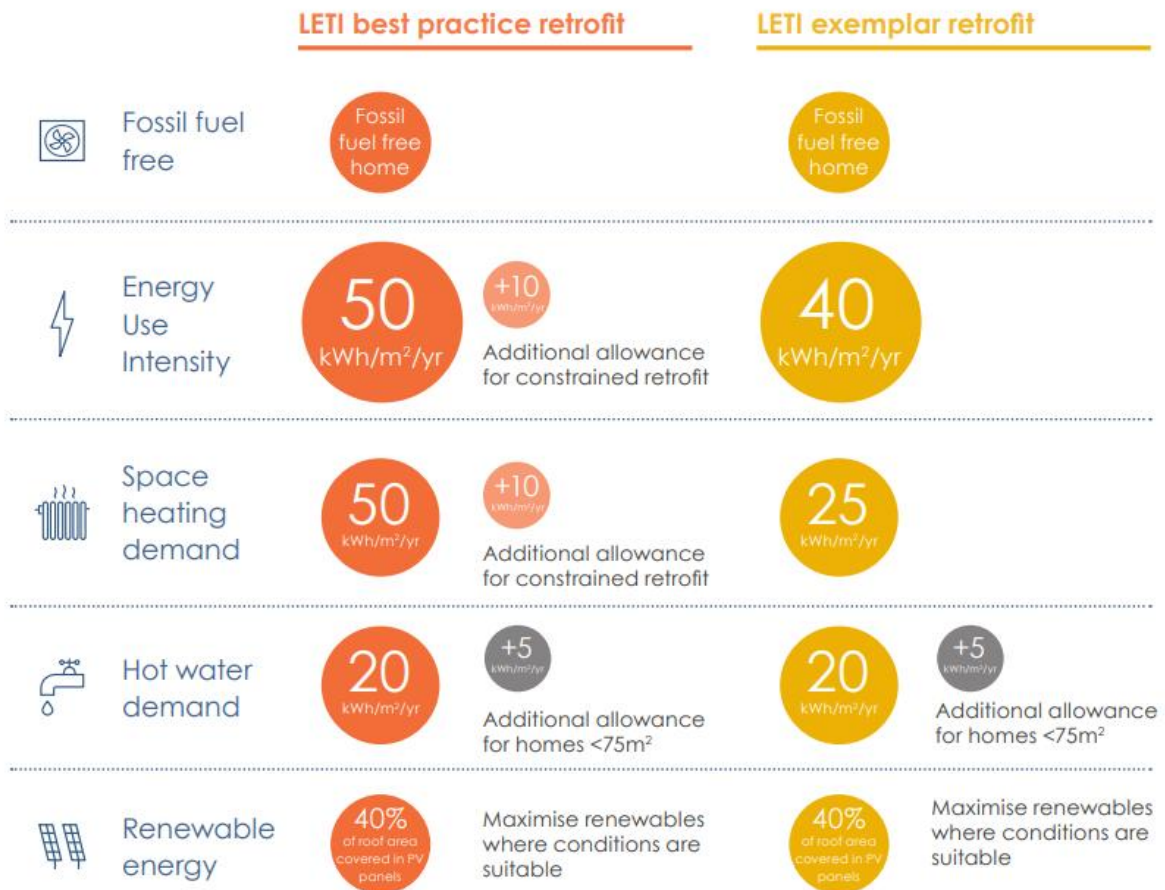 LETI best practice retrofit
LETI exemplar retrofit
Fossil fuel
free
Fossil
fuel free
home
Fossil
fuel free
home
Energy
Use
Intensity
50
kWh/m²/yr
+10
kWh/m²/yr
Additional allowance
for constrained retrofit
40
kWh/m²/yr
Space
heating
demand
50
kWh/m²/yr
+10
kWh/m²/yr
Additional allowance
for constrained retrofit
25
kWh/m²/yr
Hot water
demand
20
kWh/m²/yr
+5
kWh/m²/yr
Additional allowance
for homes <75m²
20
kWh/m²/yr
+5
kWh/m²/yr
Additional allowance
for homes <75m²
Renewable
energy
40%
of roof area
covered in PV
panels
Maximise renewables
where conditions are
suitable
40%
of roof area
covered in PV
panels
Maximise renewables
where conditions are
suitable